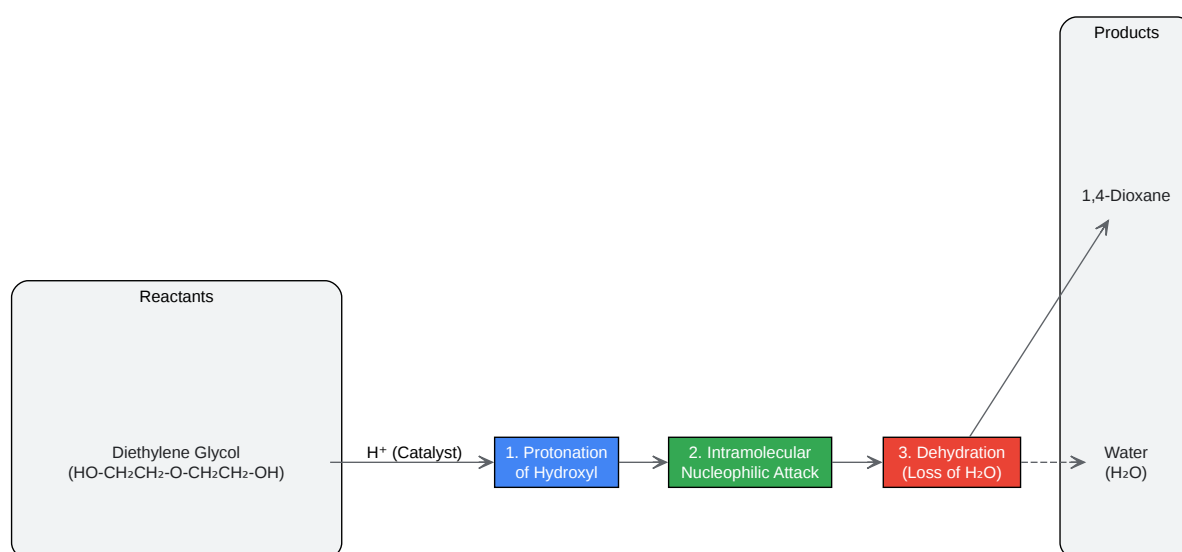 Products
1,4-Dioxane
Reactants
Diethylene Glycol
(HO-CH₂CH₂-O-CH₂CH₂-OH)
H⁺ (Catalyst)
1. Protonation
of Hydroxyl
2. Intramolecular
Nucleophilic Attack
3. Dehydration
(Loss of H₂O)
Water
(H₂O)